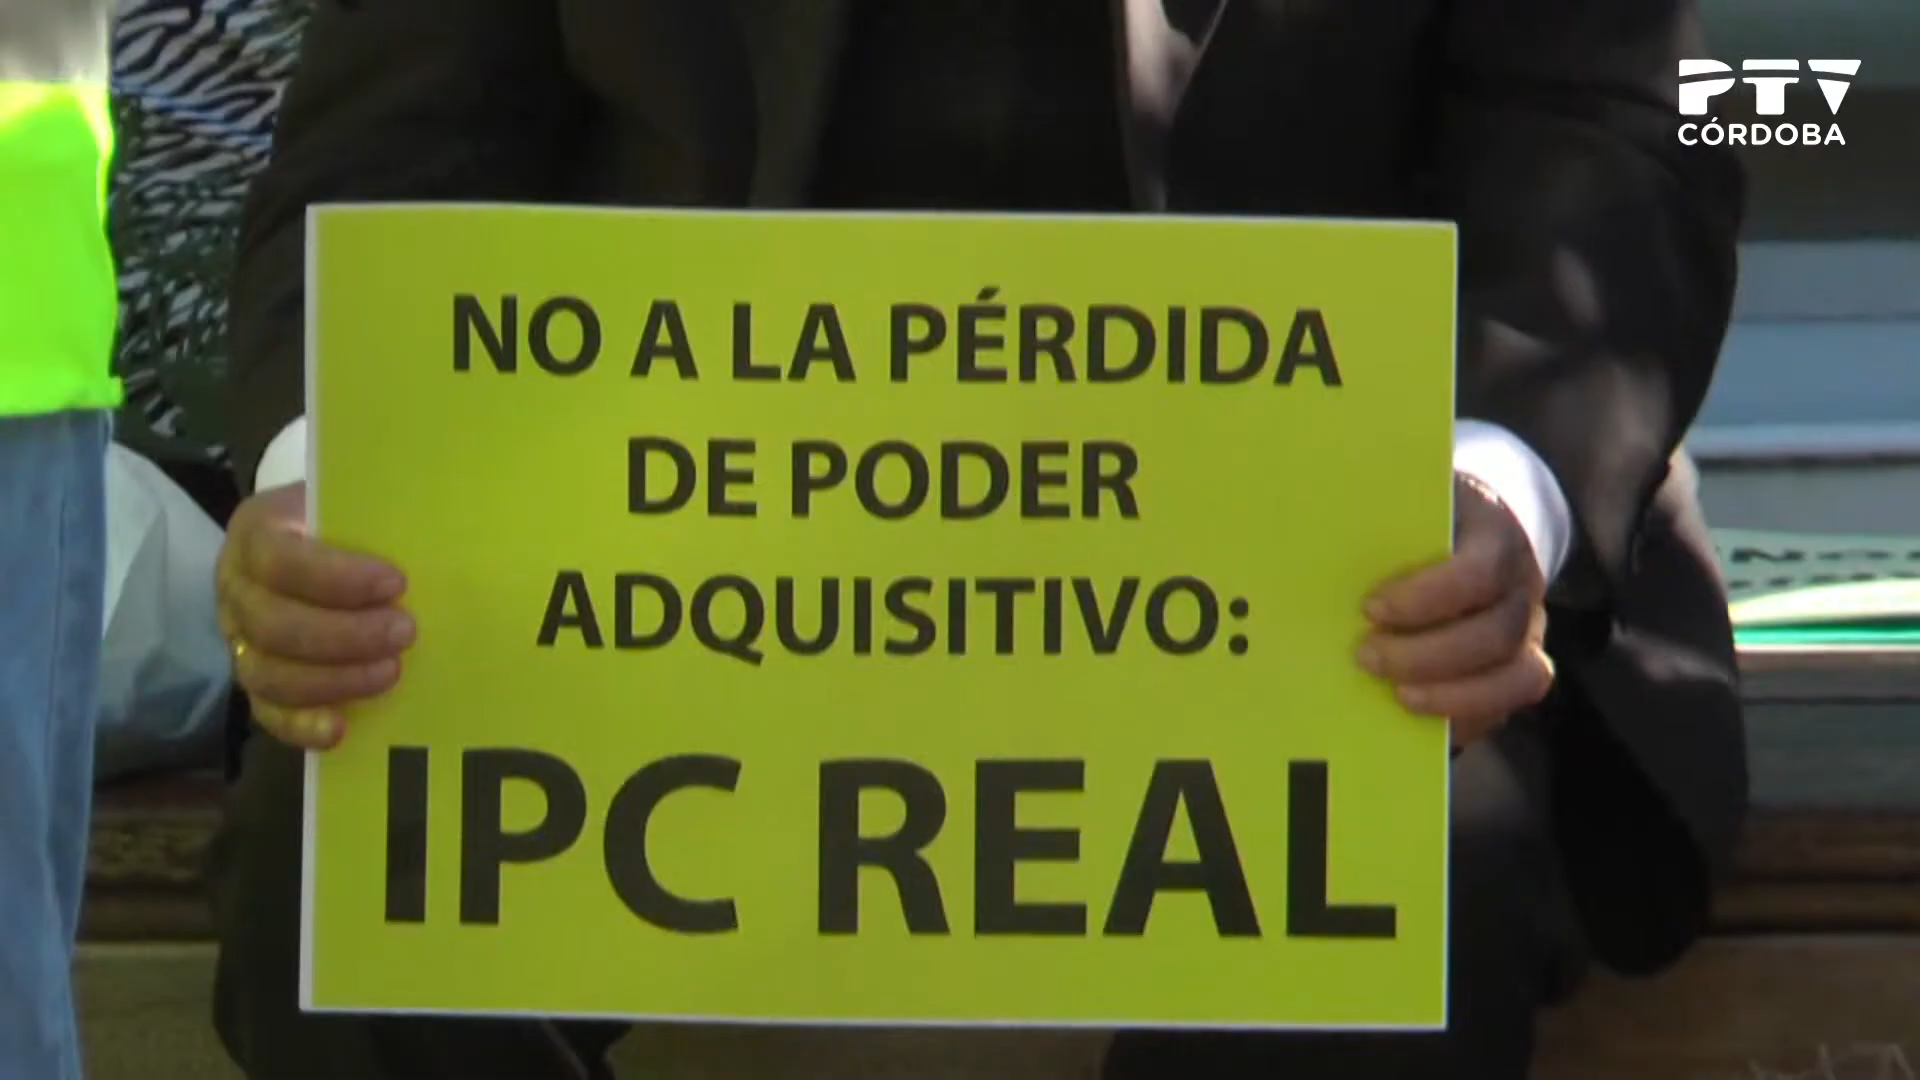 PTV
CÓRDOBA
NO A LA PÉRDIDA
DE PODER
ADQUISITIVO:
IPC REAL